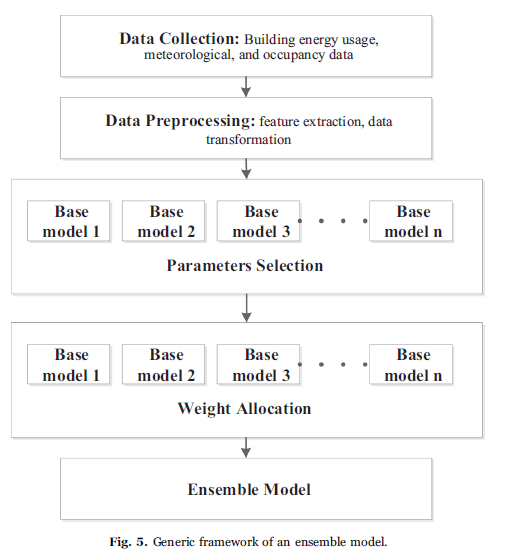 Data Collection: Building energy usage,
meteorological, and occupancy data
Data Preprocessing: feature extraction, data
transformation
Base
model 1
Base
model 2
Base
model 3
Base
model n
Parameters Selection
Base
model 1
Base
model 2
Base
model 3
Base
model n
Weight Allocation
Ensemble Model
Fig. 5. Generic framework of an ensemble model.